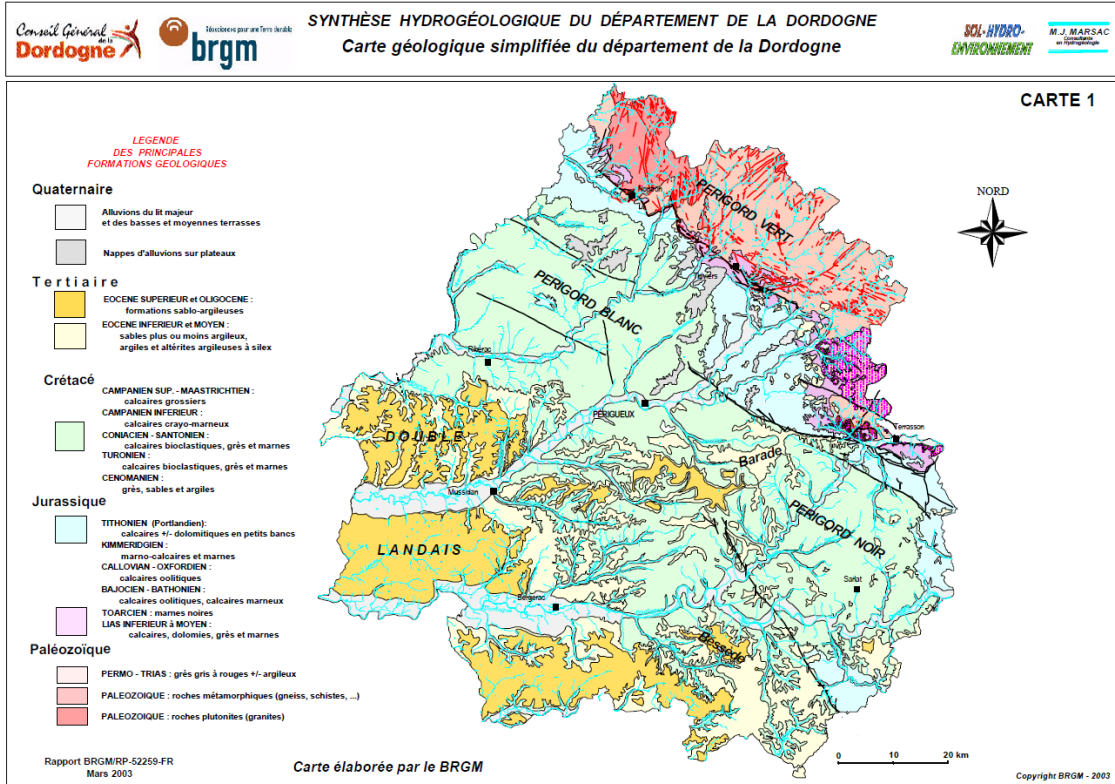 Conseil Général
de la
Dordogne
Géosciences pour une Terre durable
brgm
SYNTHÈSE HYDROGÉOLOGIQUE DU DÉPARTEMENT DE LA DORDOGNE
Carte géologique simplifiée du département de la Dordogne
SOL-HYDRO-
ENVIRONNEMENT
M.J. MARSAC
Consultante
en Hydrogéologie
CARTE 1
LEGENDE
DES PRINCIPALES
FORMATIONS GEOLOGIQUES
Quaternaire
Alluvions du lit majeur
et des basses et moyennes terrasses
Nappes d'alluvions sur plateaux
Tertiaire
EOCENE SUPERIEUR et OLIGOCENE :
formations sablo-argileuses
EOCENE INFERIEUR et MOYEN :
sables plus ou moins argileux,
argiles et altérites argileuses à silex
Crétacé
CAMPANIEN SUP. - MAASTRICHTIEN :
calcaires grossiers
CAMPANIEN INFERIEUR :
calcaires crayo-marneux
CONIACIEN - SANTONIEN :
calcaires bioclastiques, grès et marnes
TURONIEN :
calcaires bioclastiques, grès et marnes
CENOMANIEN :
grès, sables et argiles
Jurassique
TITHONIEN (Portlandien):
calcaires +/- dolomitiques en petits bancs
KIMMERIDGIEN :
marno-calcaires et marnes
CALLOVIAN - OXFORDIEN :
calcaires oolitiques
BAJOCIEN - BATHONIEN :
calcaires oolitiques, calcaires marneux
TOARCIEN : marnes noires
LIAS INFERIEUR à MOYEN :
calcaires, dolomies, grès et marnes
Paléozoïque
PERMO - TRIAS : grès gris à rouges +/- argileux
PALEOZOIQUE : roches métamorphiques (gneiss, schistes, ...)
PALEOZOIQUE : roches plutonites (granites)
NORD
Nontron
PERIGORD VERT
Thiviers
PERIGORD BLANC
Ribérac
PÉRIGUEUX
Terrasson
DOUBLE
Barade
Mussidan
PERIGORD NOIR
LANDAIS
Sarlat
Bergerac
Bessède
0 10 20 km
Rapport BRGM/RP-52259-FR
Mars 2003
Carte élaborée par le BRGM
Copyright BRGM - 2003